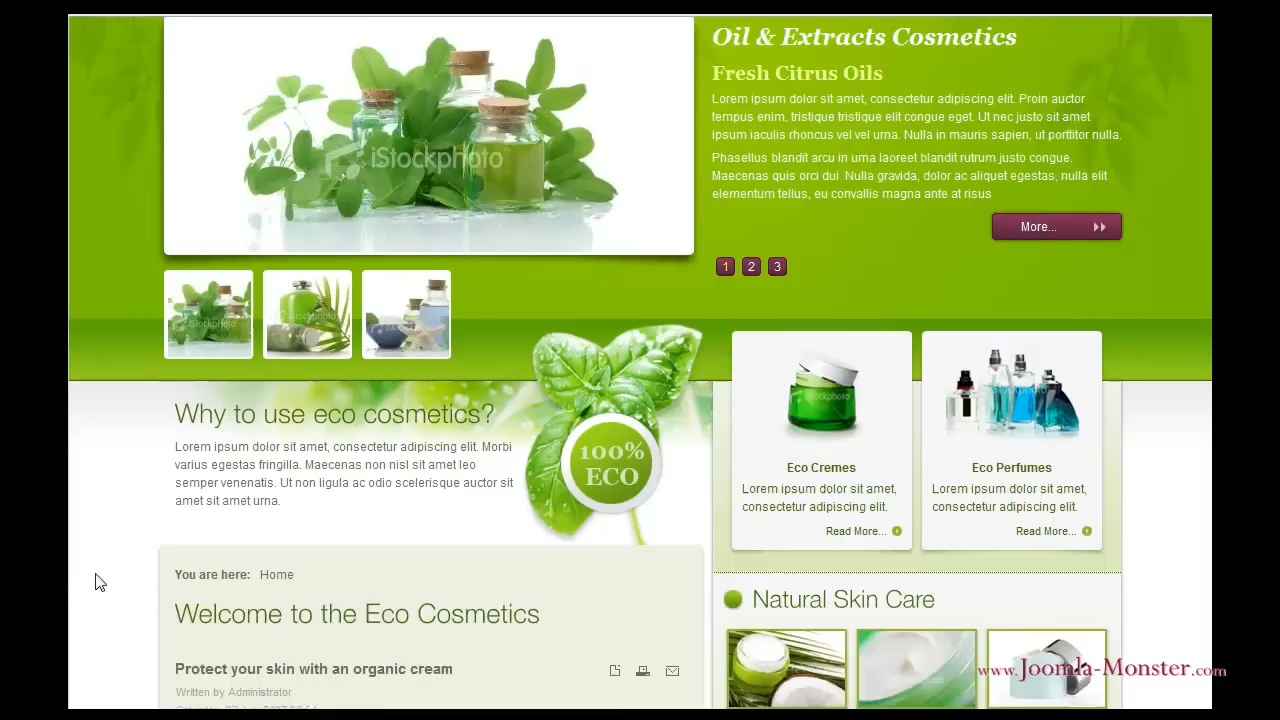 Oil & Extracts Cosmetics
Fresh Citrus Oils
Lorem ipsum dolor sit amet, consectetur adipiscing elit. Proin auctor
tempus enim, tristique tristique elit congue eget. Ut nec justo sit amet
ipsum iaculis rhoncus vel vel urna. Nulla in mauris sapien, ut porttitor nulla.
Phasellus blandit arcu in urna laoreet blandit rutrum justo congue.
Maecenas quis orci dui. Nulla gravida, dolor ac aliquet egestas, nulla elit
elementum tellus, eu convallis magna ante at risus
More...
1 2 3
iStockphoto
Why to use eco cosmetics?
Lorem ipsum dolor sit amet, consectetur adipiscing elit. Morbi
varius egestas fringilla. Maecenas non nisl sit amet leo
semper venenatis. Ut non ligula ac odio scelerisque auctor sit
amet sit amet urna.
100%
ECO
Eco Cremes
Lorem ipsum dolor sit amet,
consectetur adipiscing elit.
Read More...
Eco Perfumes
Lorem ipsum dolor sit amet,
consectetur adipiscing elit.
Read More...
You are here: Home
Welcome to the Eco Cosmetics
Protect your skin with an organic cream
Written by Administrator
Natural Skin Care
www.Joomla-Monster.com